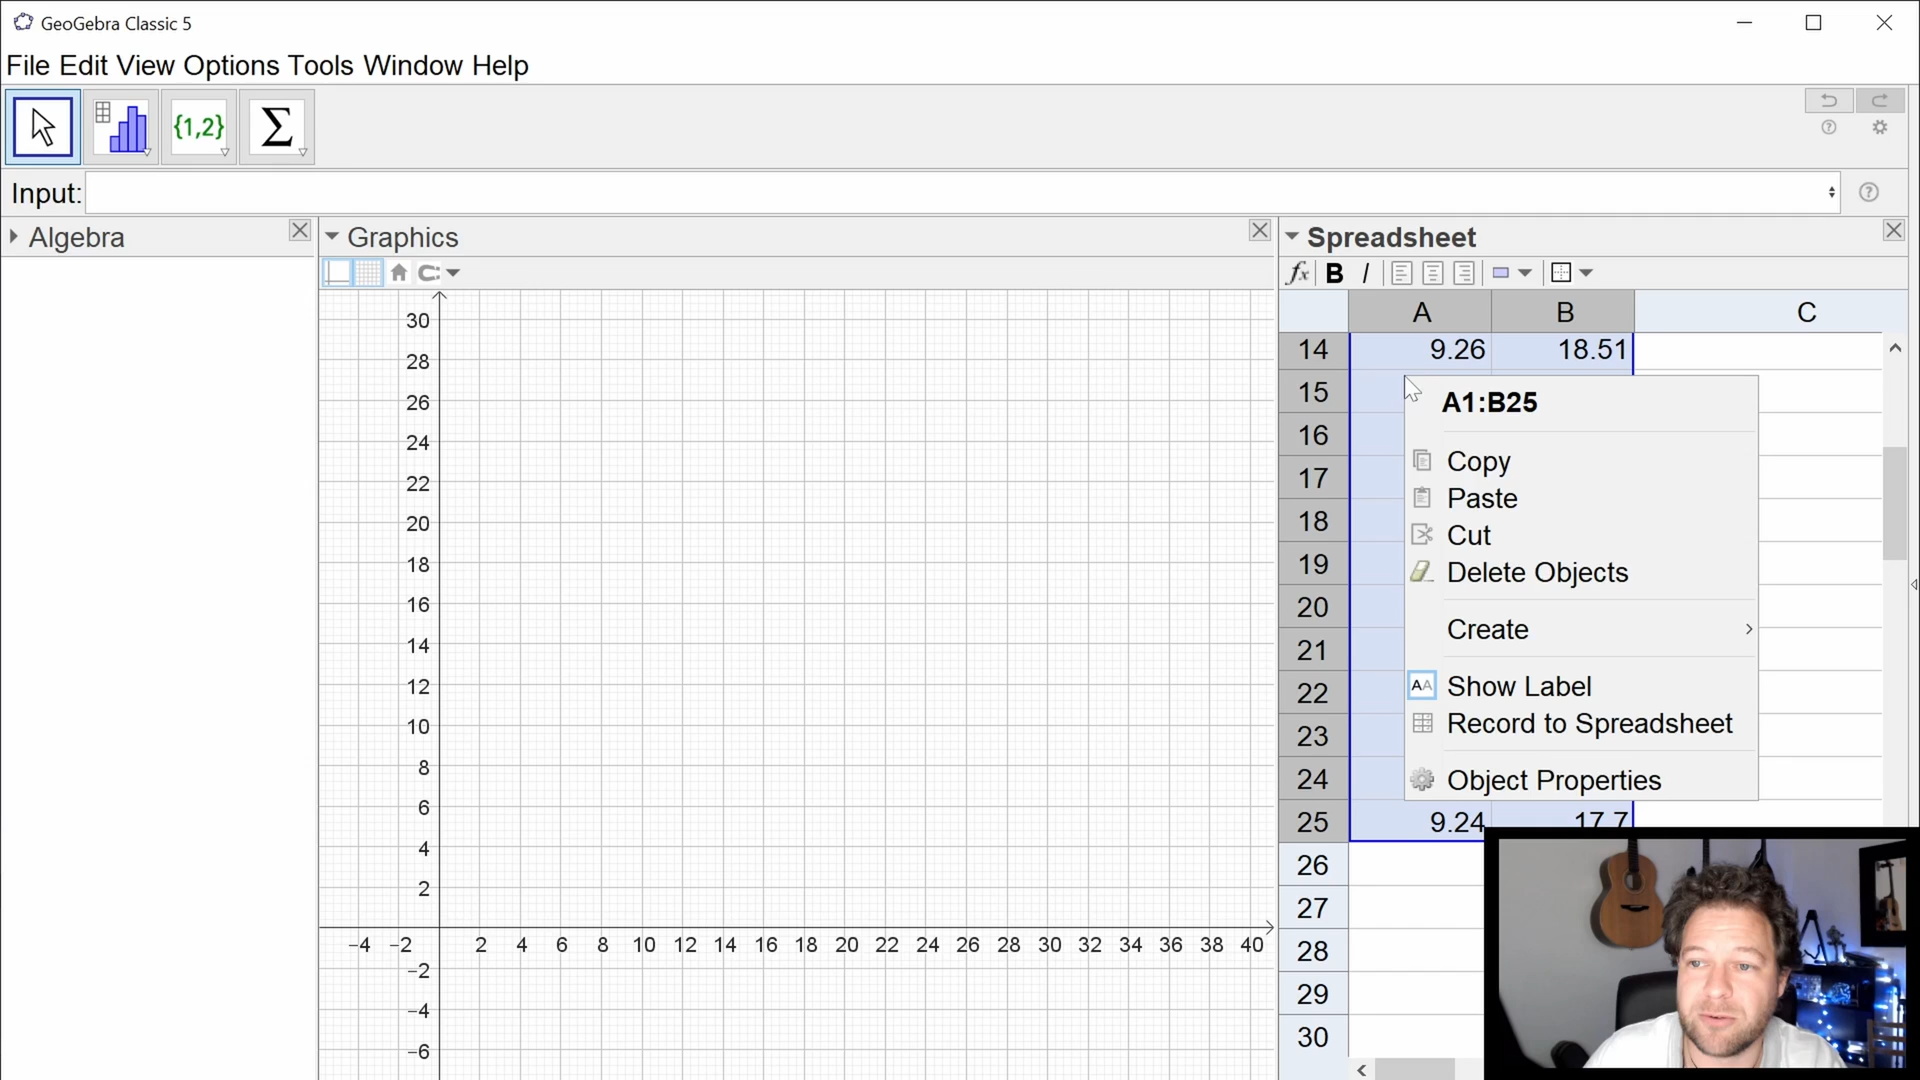 GeoGebra Classic 5
File Edit View Options Tools Window Help
{1,2}
Σ
Input:
Algebra
Graphics
Spreadsheet
fx B I
A B C
30
28
26
24
22
20
18
16
14
12
10
8
6
4
2
−4 −2 2 4 6 8 10 12 14 16 18 20 22 24 26 28 30 32 34 36 38 40
−2
−4
−6
14 9.26 18.51
15
16
17
18
19
20
21
22
23
24
25 9.24 17.7
26
27
28
29
30
A1:B25
Copy
Paste
Cut
Delete Objects
Create
AA Show Label
Record to Spreadsheet
Object Properties